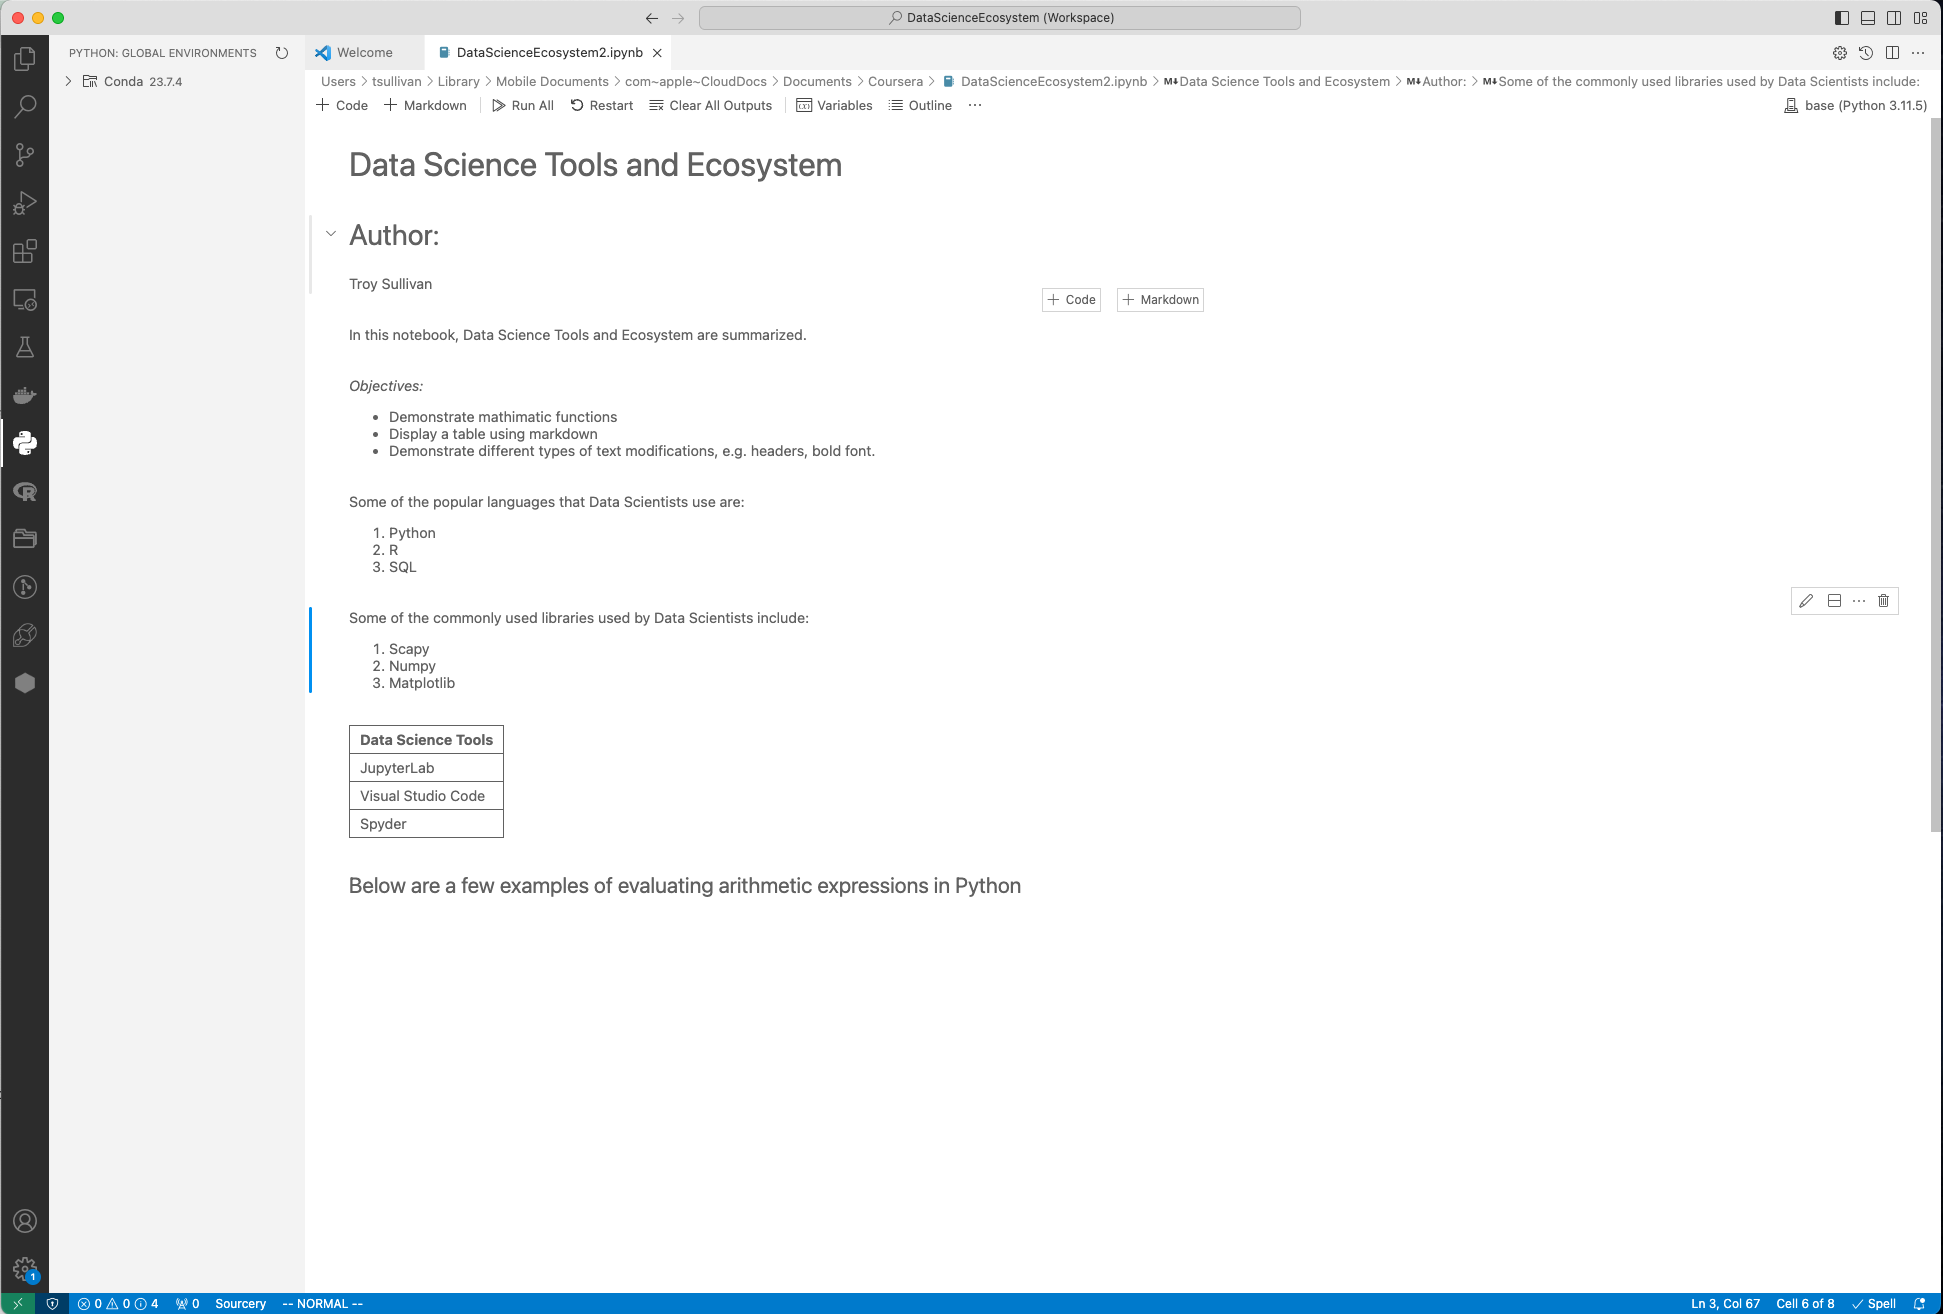 DataScienceEcosystem (Workspace)
PYTHON: GLOBAL ENVIRONMENTS
Welcome
DataScienceEcosystem2.ipynb
Conda 23.7.4
Users > tsullivan > Library > Mobile Documents > com~apple~CloudDocs > Documents > Coursera > DataScienceEcosystem2.ipynb > M↓Data Science Tools and Ecosystem > M↓Author: > M↓Some of the commonly used libraries used by Data Scientists include:
+ Code + Markdown Run All Restart Clear All Outputs Variables Outline ···
base (Python 3.11.5)
Data Science Tools and Ecosystem
Author:
Troy Sullivan
+ Code + Markdown
In this notebook, Data Science Tools and Ecosystem are summarized.
Objectives:
• Demonstrate mathimatic functions
• Display a table using markdown
• Demonstrate different types of text modifications, e.g. headers, bold font.
Some of the popular languages that Data Scientists use are:
1. Python
2. R
3. SQL
Some of the commonly used libraries used by Data Scientists include:
1. Scapy
2. Numpy
3. Matplotlib
Data Science Tools
JupyterLab
Visual Studio Code
Spyder
Below are a few examples of evaluating arithmetic expressions in Python
1
0 0 4 0 Sourcery -- NORMAL --
Ln 3, Col 67 Cell 6 of 8 Spell